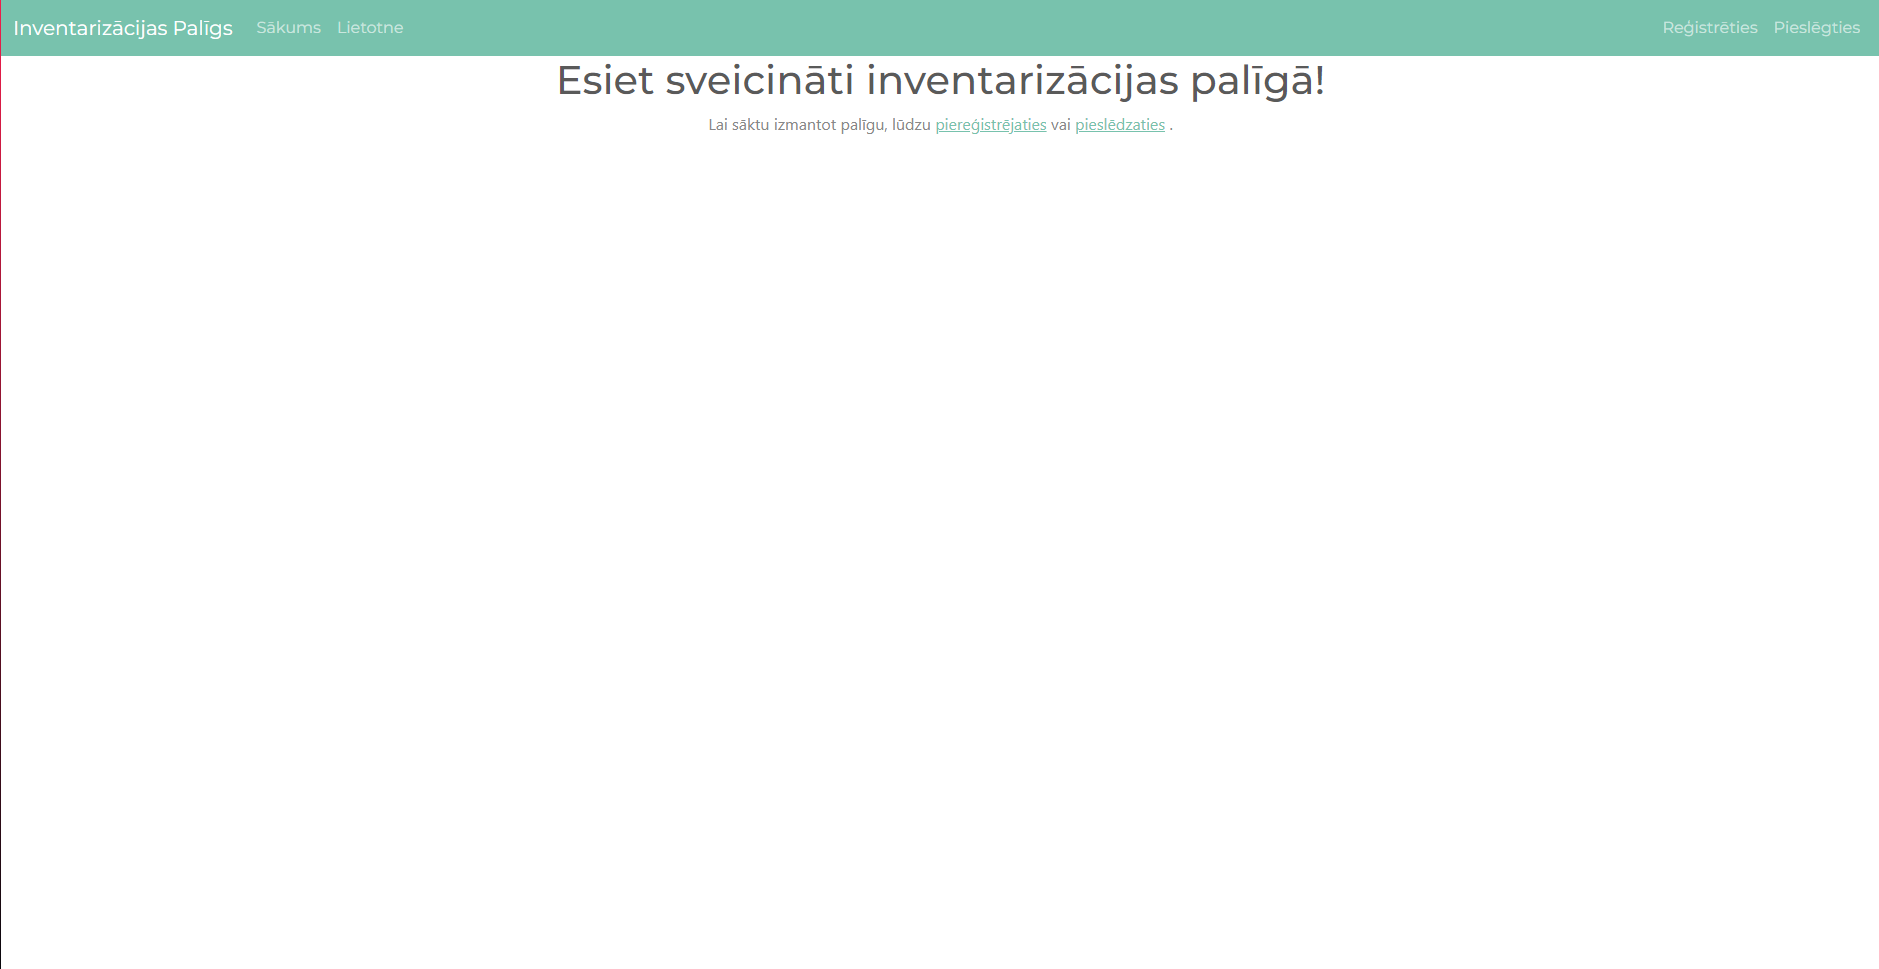 Inventarizācijas Palīgs Sākums Lietotne Reģistrēties Pieslēgties
Esiet sveicināti inventarizācijas palīgā!
Lai sāktu izmantot palīgu, lūdzu piereģistrējaties vai pieslēdzaties .